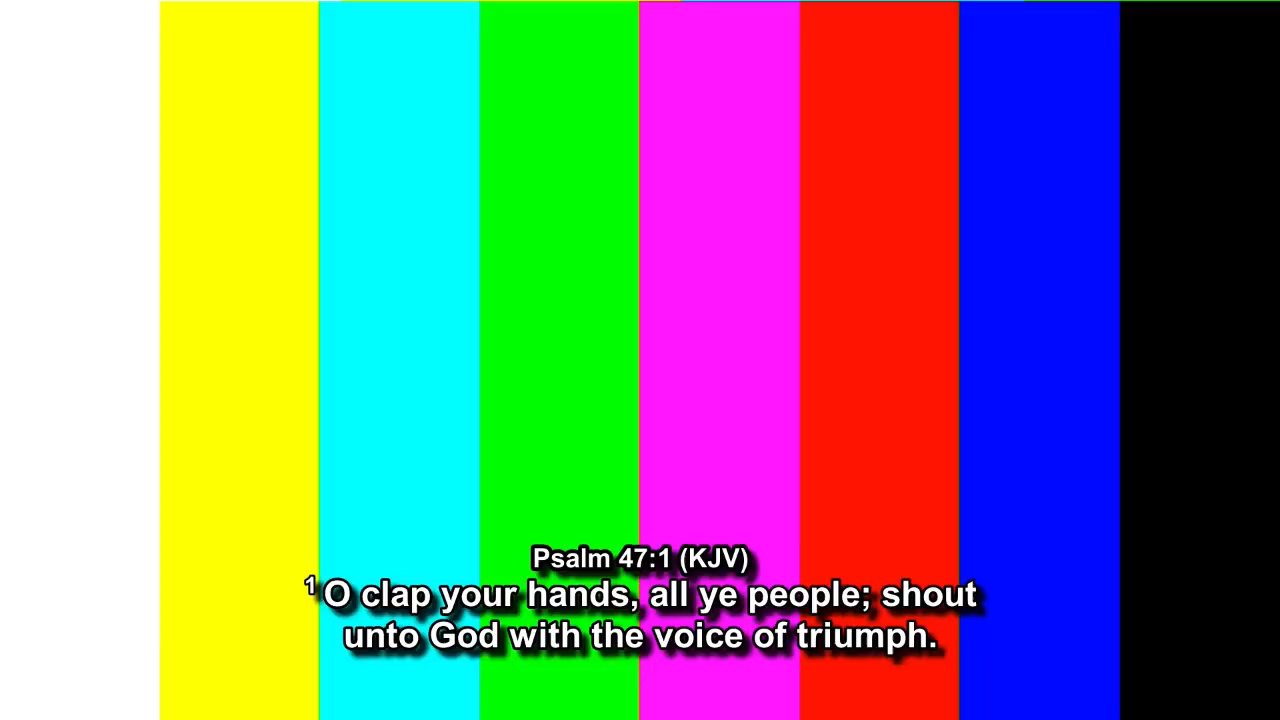 Psalm 47:1 (KJV)
1 O clap your hands, all ye people; shout
unto God with the voice of triumph.